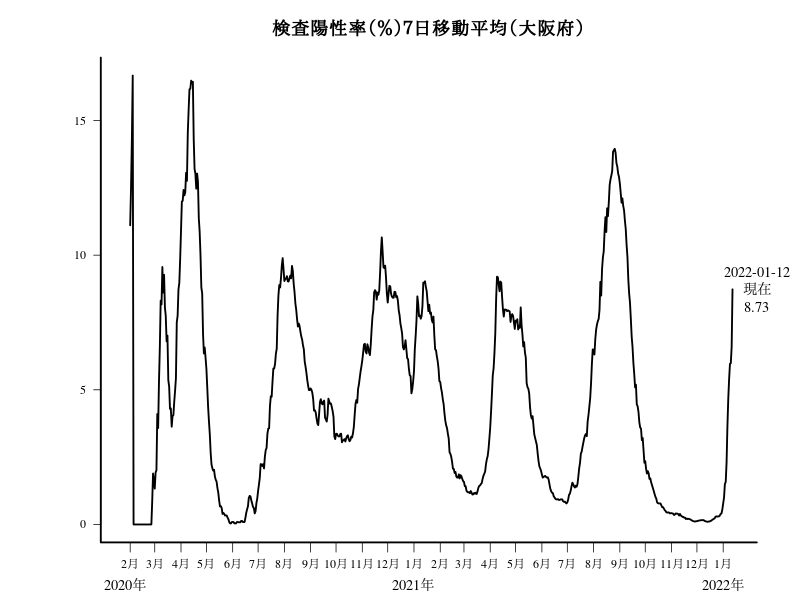 検査陽性率(%)7日移動平均(大阪府)
15
10
5
0
2022-01-12
現在
8.73
2月 3月 4月 5月 6月 7月 8月 9月 10月 11月 12月 1月 2月 3月 4月 5月 6月 7月 8月 9月 10月 11月 12月 1月
2020年 2021年 2022年